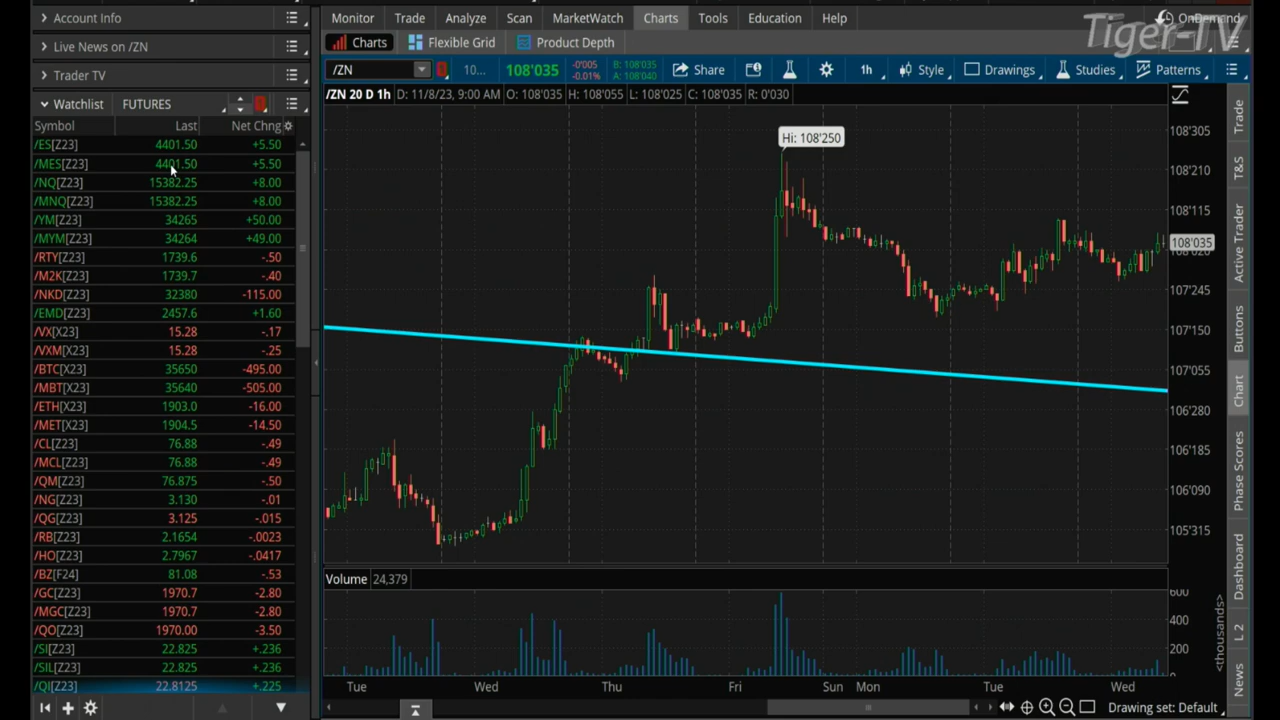 Account Info
Live News on /ZN
Trader TV
Watchlist FUTURES
Symbol Last Net Chng
/ES[Z23] 4401.50 +5.50
/MES[Z23] 4401.50 +5.50
/NQ[Z23] 15382.25 +8.00
/MNQ[Z23] 15382.25 +8.00
/YM[Z23] 34265 +50.00
/MYM[Z23] 34264 +49.00
/RTY[Z23] 1739.6 -.50
/M2K[Z23] 1739.7 -.40
/NKD[Z23] 32380 -115.00
/EMD[Z23] 2457.6 +1.60
/VX[X23] 15.28 -.17
/VXM[X23] 15.28 -.25
/BTC[X23] 35650 -495.00
/MBT[X23] 35640 -505.00
/ETH[X23] 1903.0 -16.00
/MET[X23] 1904.5 -14.50
/CL[Z23] 76.88 -.49
/MCL[Z23] 76.88 -.49
/QM[Z23] 76.875 -.50
/NG[Z23] 3.130 -.01
/QG[Z23] 3.125 -.015
/RB[Z23] 2.1654 -.0023
/HO[Z23] 2.7967 -.0417
/BZ[F24] 81.08 -.53
/GC[Z23] 1970.7 -2.80
/MGC[Z23] 1970.7 -2.80
/QO[Z23] 1970.00 -3.50
/SI[Z23] 22.825 +.236
/SIL[Z23] 22.825 +.236
/QI[Z23] 22.8125 +.225
Monitor Trade Analyze Scan MarketWatch Charts Tools Education Help
OnDemand
Tiger-TV
Charts Flexible Grid Product Depth
/ZN 10... 108'035 -0'005 -0.01% B: 108'035 A: 108'040 Share 1h Style Drawings Studies Patterns
/ZN 20 D 1h D: 11/8/23, 9:00 AM O: 108'035 H: 108'055 L: 108'025 C: 108'035 R: 0'030
Hi: 108'250
108'305
108'210
108'115
108'035
108'020
107'245
107'150
107'055
106'280
106'185
106'090
105'315
Volume 24,379
600
400
200
<thousands>
Tue Wed Thu Fri Sun Mon Tue Wed
Drawing set: Default
Trade
T&S
Active Trader
Buttons
Chart
Phase Scores
Dashboard
L 2
News